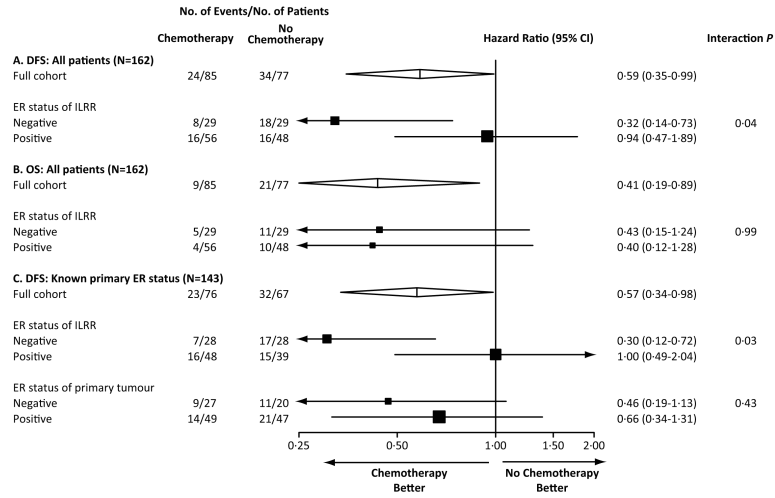 No. of Events/No. of Patients
Chemotherapy No Chemotherapy Hazard Ratio (95% CI) Interaction P
A. DFS: All patients (N=162)
Full cohort 24/85 34/77 0·59 (0·35-0·99)
ER status of ILRR
Negative 8/29 18/29 0·32 (0·14-0·73) 0·04
Positive 16/56 16/48 0·94 (0·47-1·89)
B. OS: All patients (N=162)
Full cohort 9/85 21/77 0·41 (0·19-0·89)
ER status of ILRR
Negative 5/29 11/29 0·43 (0·15-1·24) 0·99
Positive 4/56 10/48 0·40 (0·12-1·28)
C. DFS: Known primary ER status (N=143)
Full cohort 23/76 32/67 0·57 (0·34-0·98)
ER status of ILRR
Negative 7/28 17/28 0·30 (0·12-0·72) 0·03
Positive 16/48 15/39 1·00 (0·49-2·04)
ER status of primary tumour
Negative 9/27 11/20 0·46 (0·19-1·13) 0·43
Positive 14/49 21/47 0·66 (0·34-1·31)
0·25 0·50 1·00 1·50 2·00
Chemotherapy Better No Chemotherapy Better